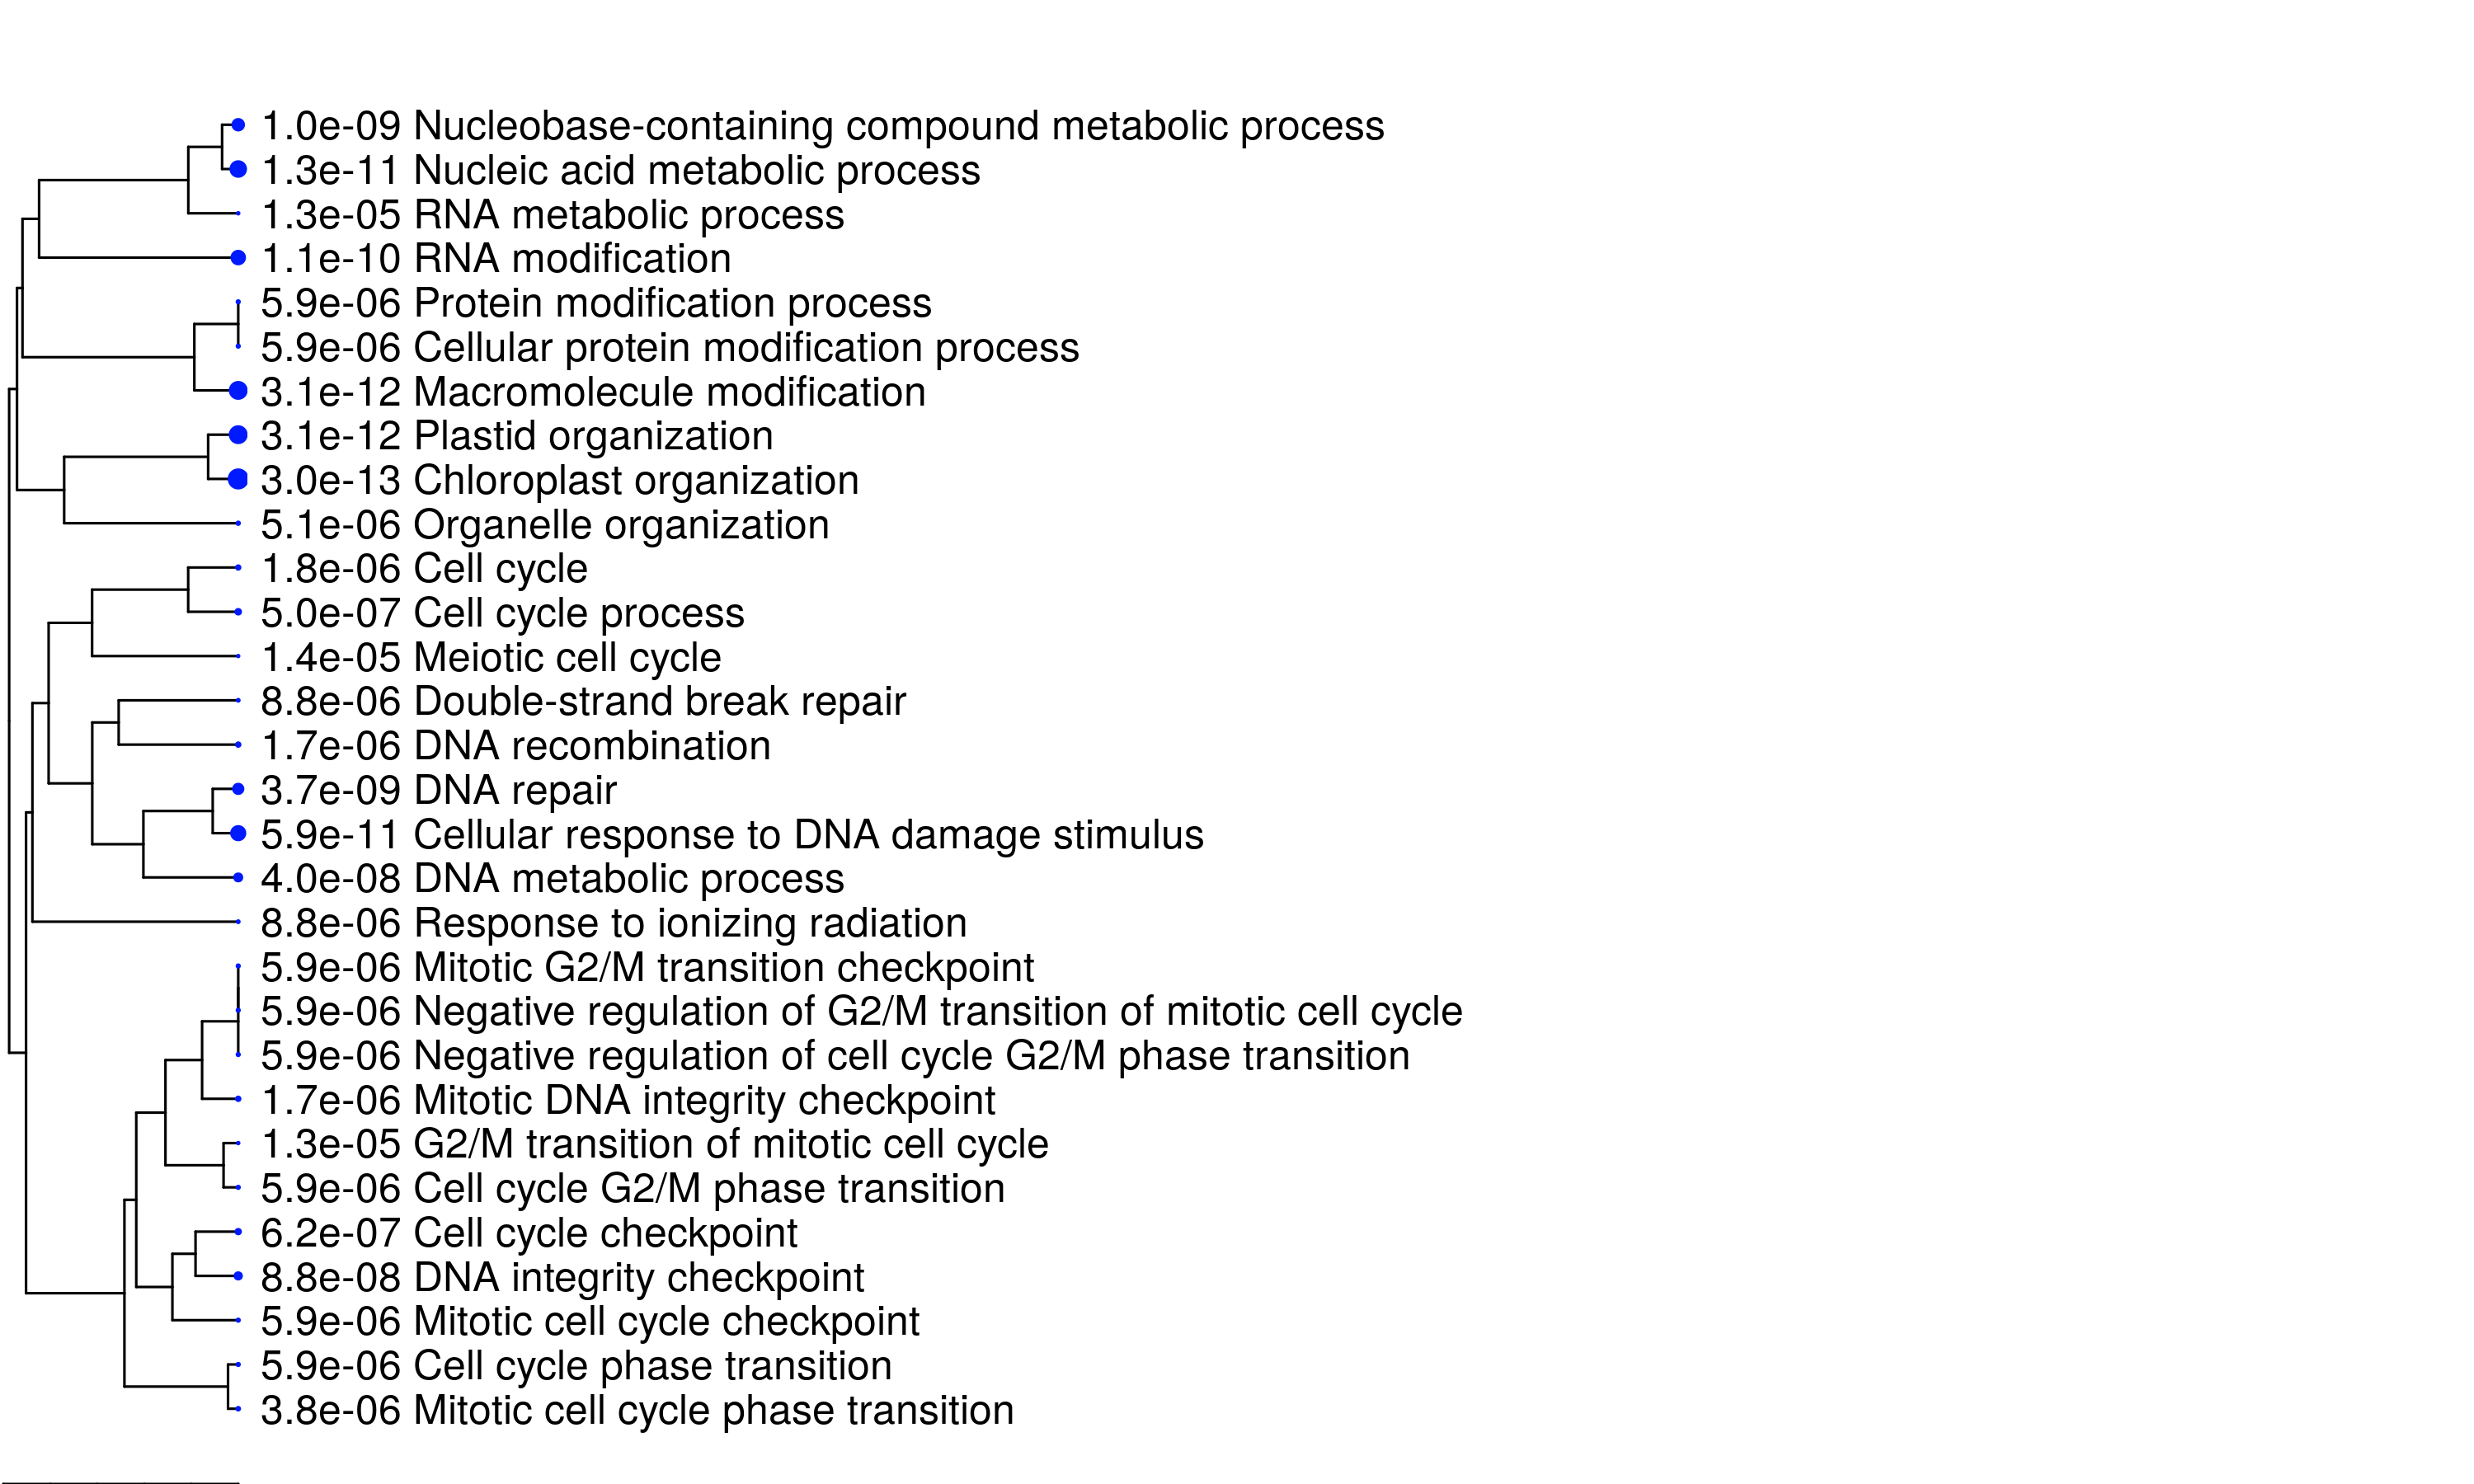 1.0e-09 Nucleobase-containing compound metabolic process
1.3e-11 Nucleic acid metabolic process
1.3e-05 RNA metabolic process
1.1e-10 RNA modification
5.9e-06 Protein modification process
5.9e-06 Cellular protein modification process
3.1e-12 Macromolecule modification
3.1e-12 Plastid organization
3.0e-13 Chloroplast organization
5.1e-06 Organelle organization
1.8e-06 Cell cycle
5.0e-07 Cell cycle process
1.4e-05 Meiotic cell cycle
8.8e-06 Double-strand break repair
1.7e-06 DNA recombination
3.7e-09 DNA repair
5.9e-11 Cellular response to DNA damage stimulus
4.0e-08 DNA metabolic process
8.8e-06 Response to ionizing radiation
5.9e-06 Mitotic G2/M transition checkpoint
5.9e-06 Negative regulation of G2/M transition of mitotic cell cycle
5.9e-06 Negative regulation of cell cycle G2/M phase transition
1.7e-06 Mitotic DNA integrity checkpoint
1.3e-05 G2/M transition of mitotic cell cycle
5.9e-06 Cell cycle G2/M phase transition
6.2e-07 Cell cycle checkpoint
8.8e-08 DNA integrity checkpoint
5.9e-06 Mitotic cell cycle checkpoint
5.9e-06 Cell cycle phase transition
3.8e-06 Mitotic cell cycle phase transition